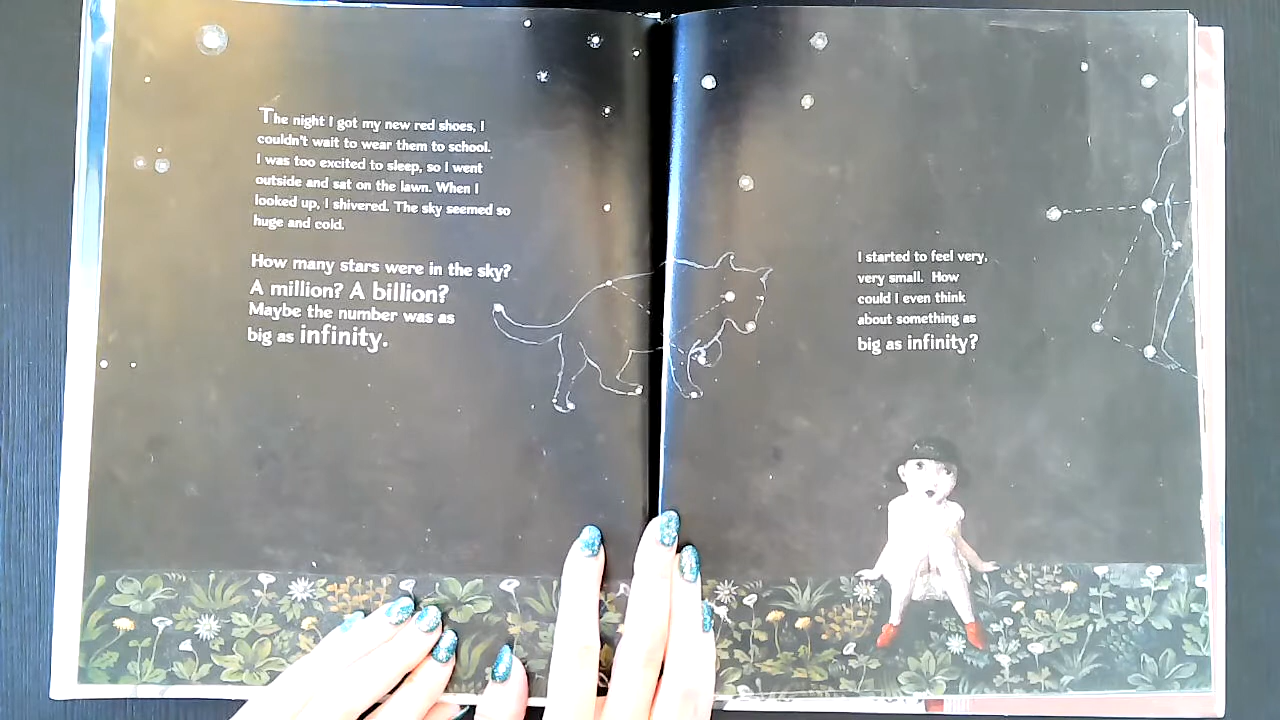 The night I got my new red shoes, I
couldn't wait to wear them to school.
I was too excited to sleep, so I went
outside and sat on the lawn. When I
looked up, I shivered. The sky seemed so
huge and cold.
How many stars were in the sky?
A million? A billion?
Maybe the number was as
big as infinity.
I started to feel very,
very small. How
could I even think
about something as
big as infinity?